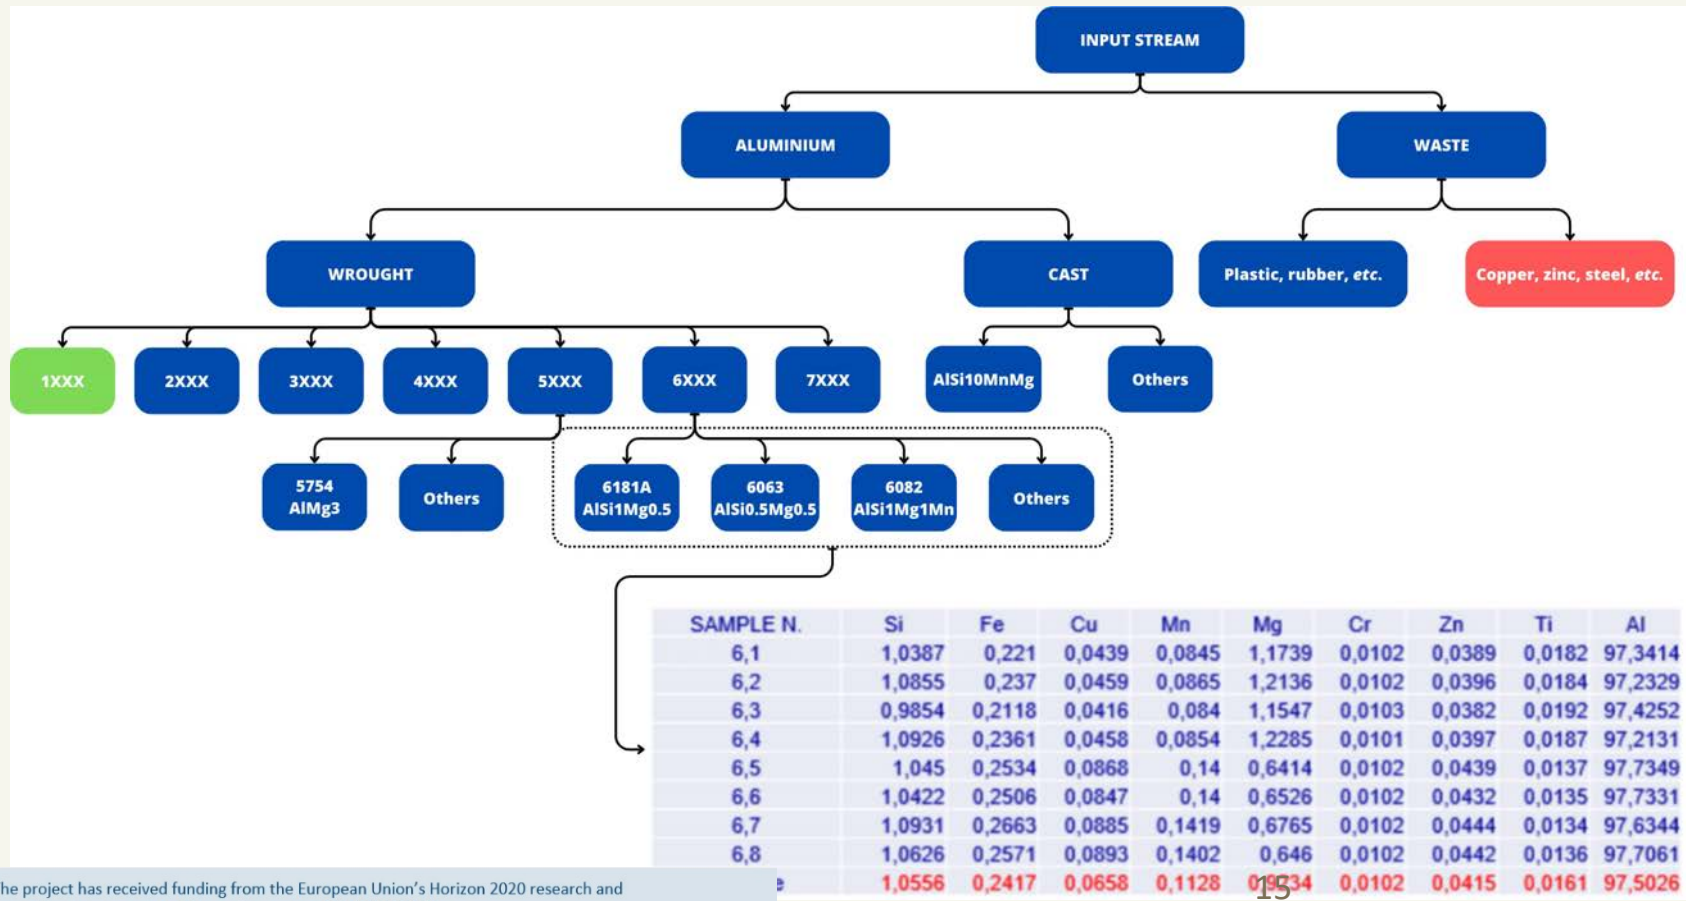 INPUT STREAM
ALUMINIUM
WASTE
WROUGHT
CAST
Plastic, rubber, etc.
Copper, zinc, steel, etc.
1XXX
2XXX
3XXX
4XXX
5XXX
6XXX
7XXX
AlSi10MnMg
Others
5754
AlMg3
Others
6181A
AlSi1Mg0.5
6063
AlSi0.5Mg0.5
6082
AlSi1Mg1Mn
Others
SAMPLE N. Si Fe Cu Mn Mg Cr Zn Ti Al
6,1 1,0387 0,221 0,0439 0,0845 1,1739 0,0102 0,0389 0,0182 97,3414
6,2 1,0855 0,237 0,0459 0,0865 1,2136 0,0102 0,0396 0,0184 97,2329
6,3 0,9854 0,2118 0,0416 0,084 1,1547 0,0103 0,0382 0,0192 97,4252
6,4 1,0926 0,2361 0,0458 0,0854 1,2285 0,0101 0,0397 0,0187 97,2131
6,5 1,045 0,2534 0,0868 0,14 0,6414 0,0102 0,0439 0,0137 97,7349
6,6 1,0422 0,2506 0,0847 0,14 0,6526 0,0102 0,0432 0,0135 97,7331
6,7 1,0931 0,2663 0,0885 0,1419 0,6765 0,0102 0,0444 0,0134 97,6344
6,8 1,0626 0,2571 0,0893 0,1402 0,646 0,0102 0,0442 0,0136 97,7061
1,0556 0,2417 0,0658 0,1128 0,0102 0,0415 0,0161 97,5026
he project has received funding from the European Union's Horizon 2020 research and
15